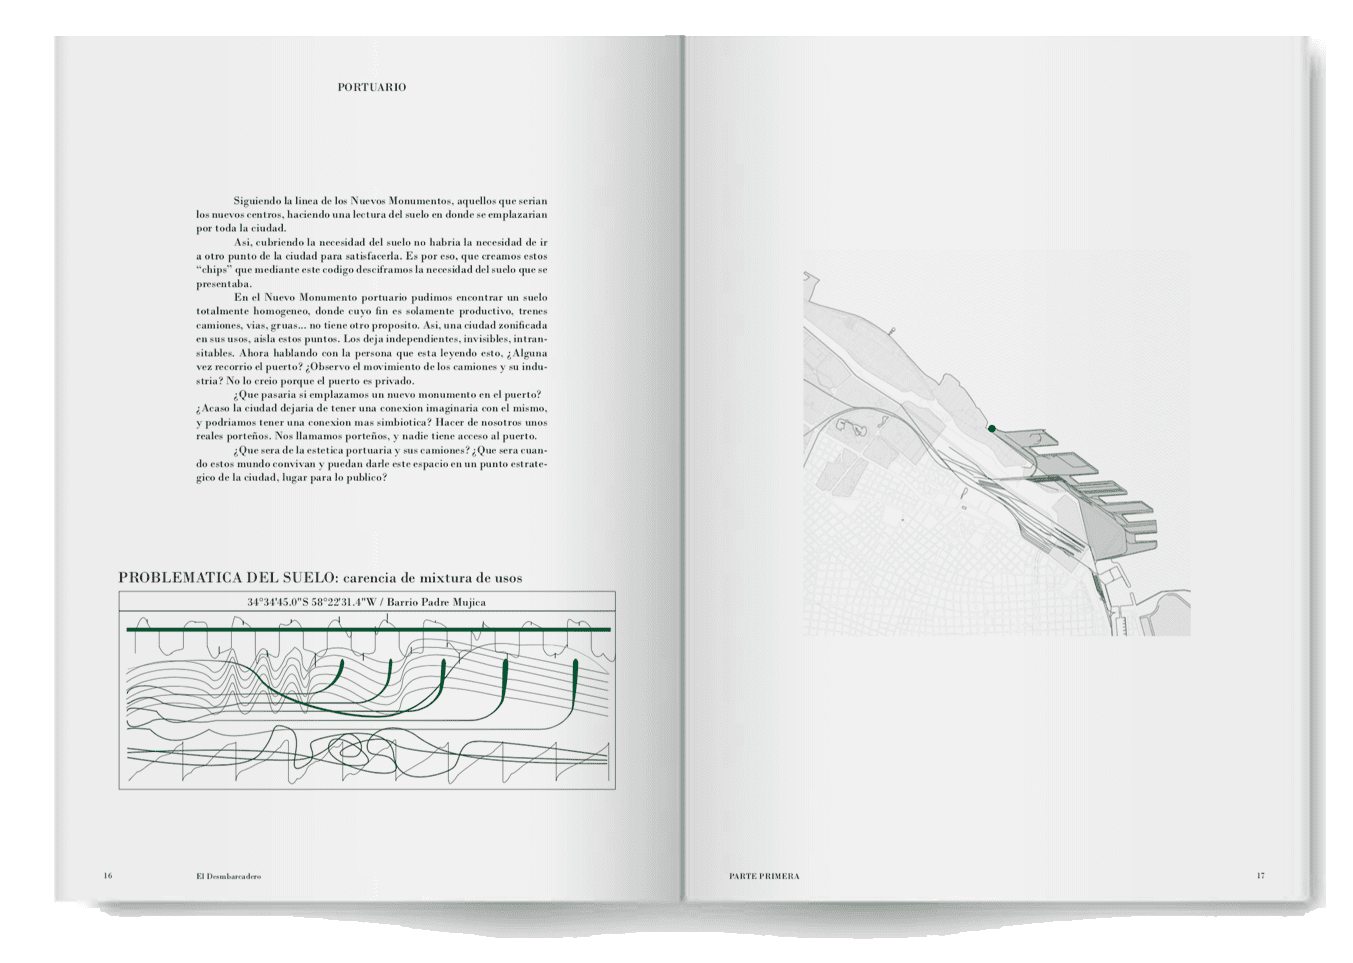 PORTUARIO
Siguiendo la linea de los Nuevos Monumentos, aquellos que serian
los nuevos centros, haciendo una lectura del suelo en donde se emplazarian
por toda la ciudad.
Asi, cubriendo la necesidad del suelo no habria la necesidad de ir
a otro punto de la ciudad para satisfacerla. Es por eso, que creamos estos
“chips” que mediante este codigo desciframos la necesidad del suelo que se
presentaba.
En el Nuevo Monumento portuario pudimos encontrar un suelo
totalmente homogeneo, donde cuyo fin es solamente productivo, trenes
camiones, vias, gruas... no tiene otro proposito. Asi, una ciudad zonificada
en sus usos, aisla estos puntos. Los deja independientes, invisibles, intran-
sitables. Ahora hablando con la persona que esta leyendo esto, ¿Alguna
vez recorrio el puerto? ¿Observo el movimiento de los camiones y su indu-
stria? No lo creio porque el puerto es privado.
¿Que pasaria si emplazamos un nuevo monumento en el puerto?
¿Acaso la ciudad dejaria de tener una conexion imaginaria con el mismo,
y podriamos tener una conexion mas simbiotica? Hacer de nosotros unos
reales porteños. Nos llamamos porteños, y nadie tiene acceso al puerto.
¿Que sera de la estetica portuaria y sus camiones? ¿Que sera cuan-
do estos mundo convivan y puedan darle este espacio en un punto estrate-
gico de la ciudad, lugar para lo publico?
PROBLEMATICA DEL SUELO: carencia de mixtura de usos
34°34'45.0"S 58°22'31.4"W / Barrio Padre Mujica
16
El Desmbarcadero
PARTE PRIMERA
17